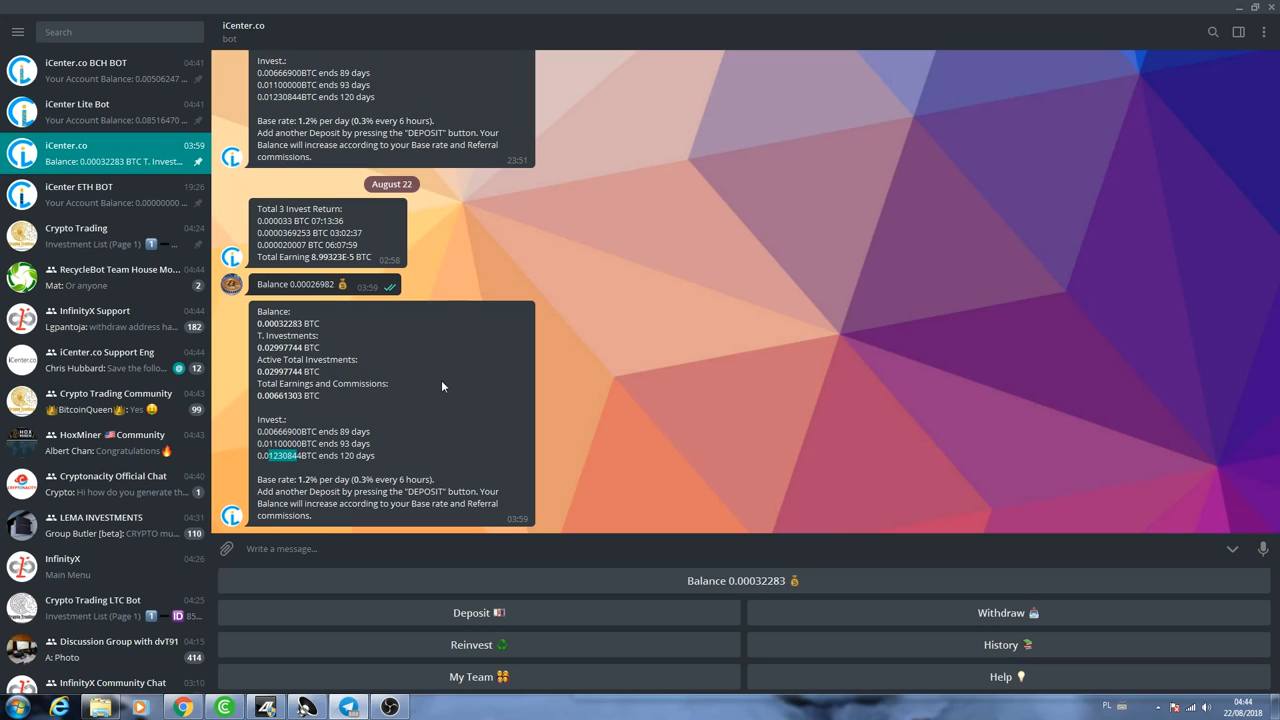 Search
iCenter.co BCH BOT 04:41
Your Account Balance: 0.00506247 ...
iCenter Lite Bot 04:41
Your Account Balance: 0.08516470 ...
iCenter.co 03:59
Balance: 0.00032283 BTC T. Invest...
iCenter ETH BOT 19:26
Your Account Balance: 0.00000000 ...
Crypto Trading 04:24
Investment List (Page 1) 1️⃣ ➖ ...
RecycleBot Team House Mo... 04:44
Mat: Or anyone 2
InfinityX Support 04:44
Lgpantoja: withdraw address ha... 182
iCenter.co Support Eng 04:44
Chris Hubbard: Save the follo... @ 12
Crypto Trading Community 04:43
👑BitcoinQueen👑: Yes 🤑 99
HoxMiner 🇺🇸Community 04:43
Albert Chan: Congratulations🔥
Cryptonacity Official Chat 04:40
Crypto: Hi how do you generate th... 1
LEMA INVESTMENTS 04:31
Group Butler [beta]: CRYPTO mu... 110
InfinityX 04:26
Main Menu
Crypto Trading LTC Bot 04:25
Investment List (Page 1) 1️⃣ ➖ 🆔 85...
Discussion Group with dvT91
A: Photo 414
InfinityX Community Chat 03:10
iCenter.co
bot
Invest.:
0.00666900BTC ends 89 days
0.01100000BTC ends 93 days
0.01230844BTC ends 120 days
Base rate: 1.2% per day (0.3% every 6 hours).
Add another Deposit by pressing the "DEPOSIT" button. Your
Balance will increase according to your Base rate and Referral
commissions.
23:51
August 22
Total 3 Invest Return:
0.000033 BTC 07:13:36
0.0000369253 BTC 03:02:37
0.000020007 BTC 06:07:59
Total Earning 8.99323E-5 BTC 02:58
Balance 0.00026982 💰 03:59
Balance:
0.00032283 BTC
T. Investments:
0.02997744 BTC
Active Total Investments:
0.02997744 BTC
Total Earnings and Commissions:
0.00661303 BTC
Invest.:
0.00666900BTC ends 89 days
0.01100000BTC ends 93 days
0.01230844BTC ends 120 days
Base rate: 1.2% per day (0.3% every 6 hours).
Add another Deposit by pressing the "DEPOSIT" button. Your
Balance will increase according to your Base rate and Referral
commissions.
03:59
Write a message...
Balance 0.00032283 💰
Deposit 💵 Withdraw 📤
Reinvest ♻ History 📚
My Team 👯 Help 💡
PL 04:44
22/08/2018